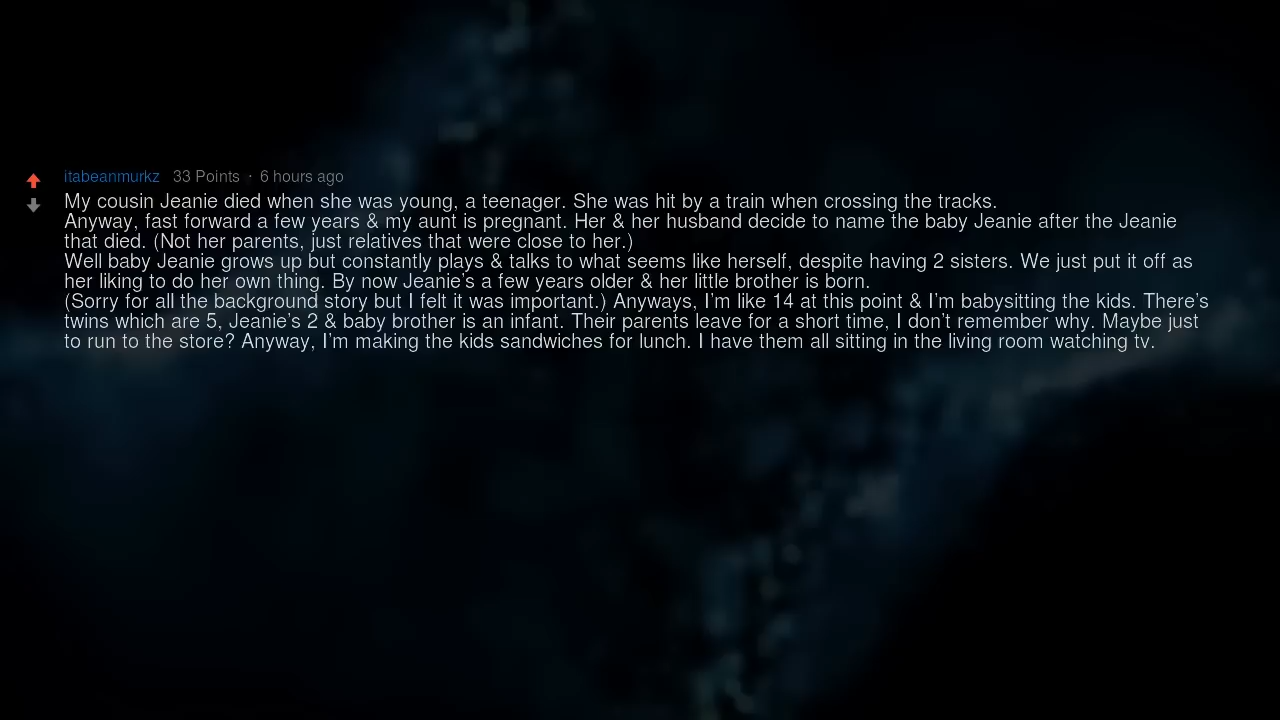 itabeanmurkz 33 Points · 6 hours ago
My cousin Jeanie died when she was young, a teenager. She was hit by a train when crossing the tracks.
Anyway, fast forward a few years & my aunt is pregnant. Her & her husband decide to name the baby Jeanie after the Jeanie
that died. (Not her parents, just relatives that were close to her.)
Well baby Jeanie grows up but constantly plays & talks to what seems like herself, despite having 2 sisters. We just put it off as
her liking to do her own thing. By now Jeanie’s a few years older & her little brother is born.
(Sorry for all the background story but I felt it was important.) Anyways, I’m like 14 at this point & I’m babysitting the kids. There’s
twins which are 5, Jeanie’s 2 & baby brother is an infant. Their parents leave for a short time, I don’t remember why. Maybe just
to run to the store? Anyway, I’m making the kids sandwiches for lunch. I have them all sitting in the living room watching tv.